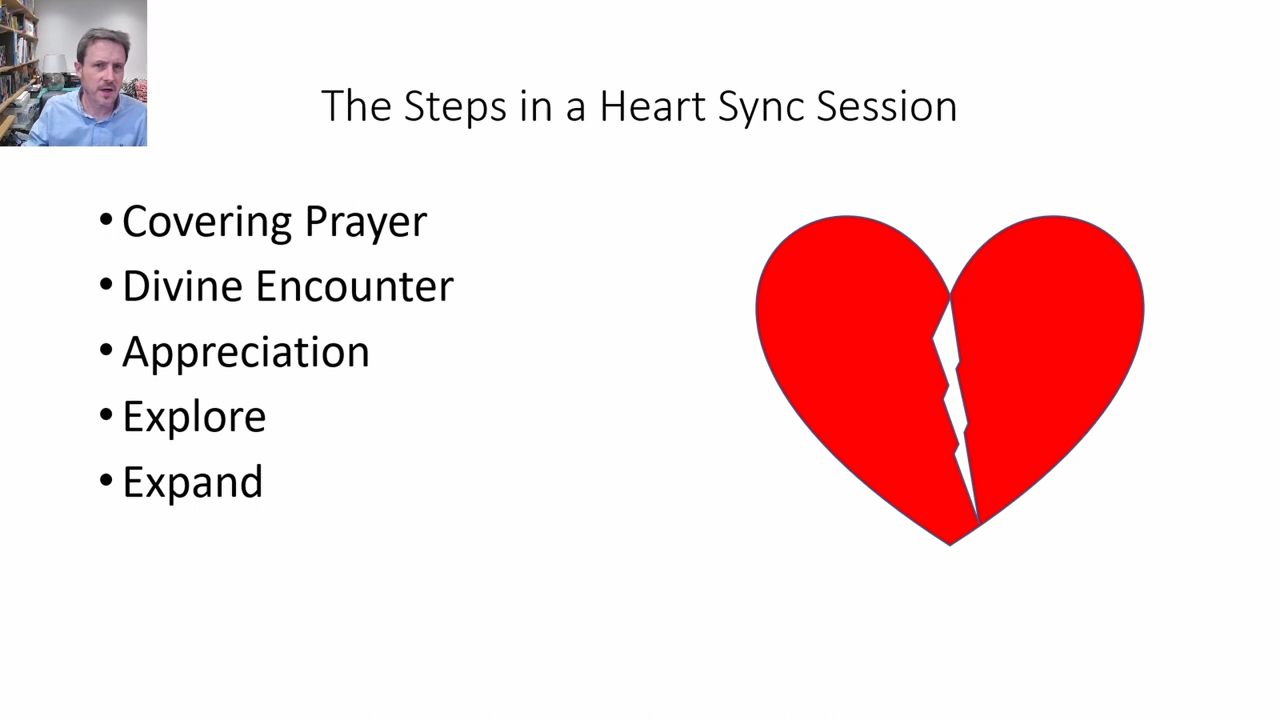 The Steps in a Heart Sync Session
• Covering Prayer
• Divine Encounter
• Appreciation
• Explore
• Expand